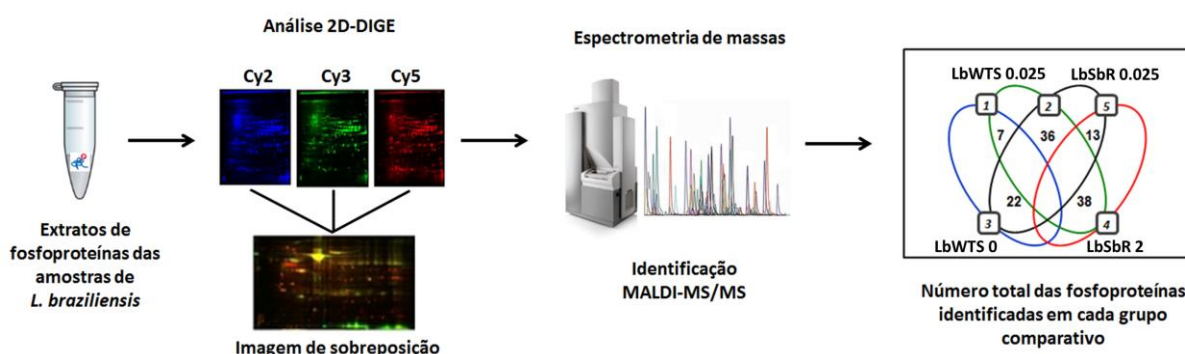 Análise 2D-DIGE
Cy2 Cy3 Cy5
Imagem de sobreposição
Extratos de
fosfoproteínas das
amostras de
L. braziliensis
Espectrometria de massas
Identificação
MALDI-MS/MS
LbWTS 0.025 LbSbR 0.025
1 2 5
7 36 13
22 38
3 4
LbWTS 0 LbSbR 2
Número total das fosfoproteínas
identificadas em cada grupo
comparativo